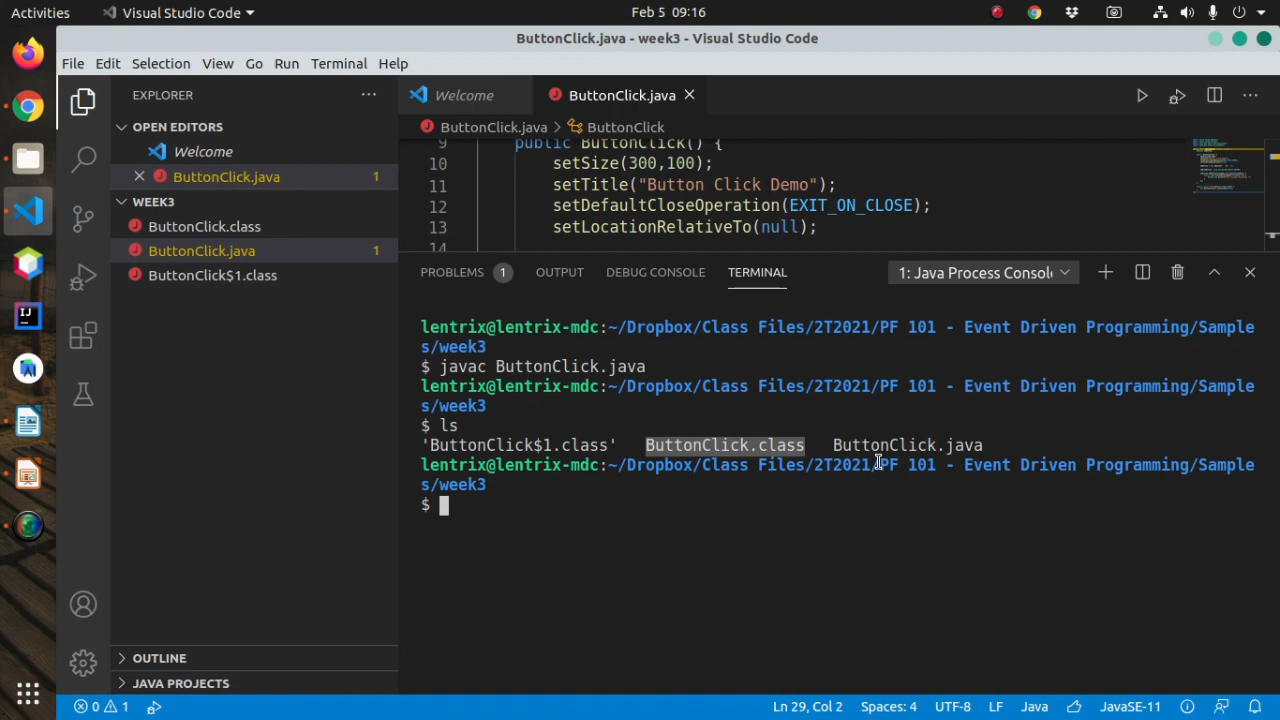 Activities
Visual Studio Code
Feb 5 09:16
ButtonClick.java - week3 - Visual Studio Code
File Edit Selection View Go Run Terminal Help
EXPLORER
OPEN EDITORS
Welcome
ButtonClick.java 1
WEEK3
ButtonClick.class
ButtonClick.java 1
ButtonClick$1.class
OUTLINE
JAVA PROJECTS
Welcome
ButtonClick.java
ButtonClick.java > ButtonClick
9 public ButtonClick() {
10 setSize(300,100);
11 setTitle("Button Click Demo");
12 setDefaultCloseOperation(EXIT_ON_CLOSE);
13 setLocationRelativeTo(null);
14
PROBLEMS 1 OUTPUT DEBUG CONSOLE TERMINAL
1: Java Process Consol
lentrix@lentrix-mdc:~/Dropbox/Class Files/2T2021/PF 101 - Event Driven Programming/Sample
s/week3
$ javac ButtonClick.java
lentrix@lentrix-mdc:~/Dropbox/Class Files/2T2021/PF 101 - Event Driven Programming/Sample
s/week3
$ ls
'ButtonClick$1.class' ButtonClick.class ButtonClick.java
lentrix@lentrix-mdc:~/Dropbox/Class Files/2T2021/PF 101 - Event Driven Programming/Sample
s/week3
$
IJ
0 1
Ln 29, Col 2 Spaces: 4 UTF-8 LF Java JavaSE-11